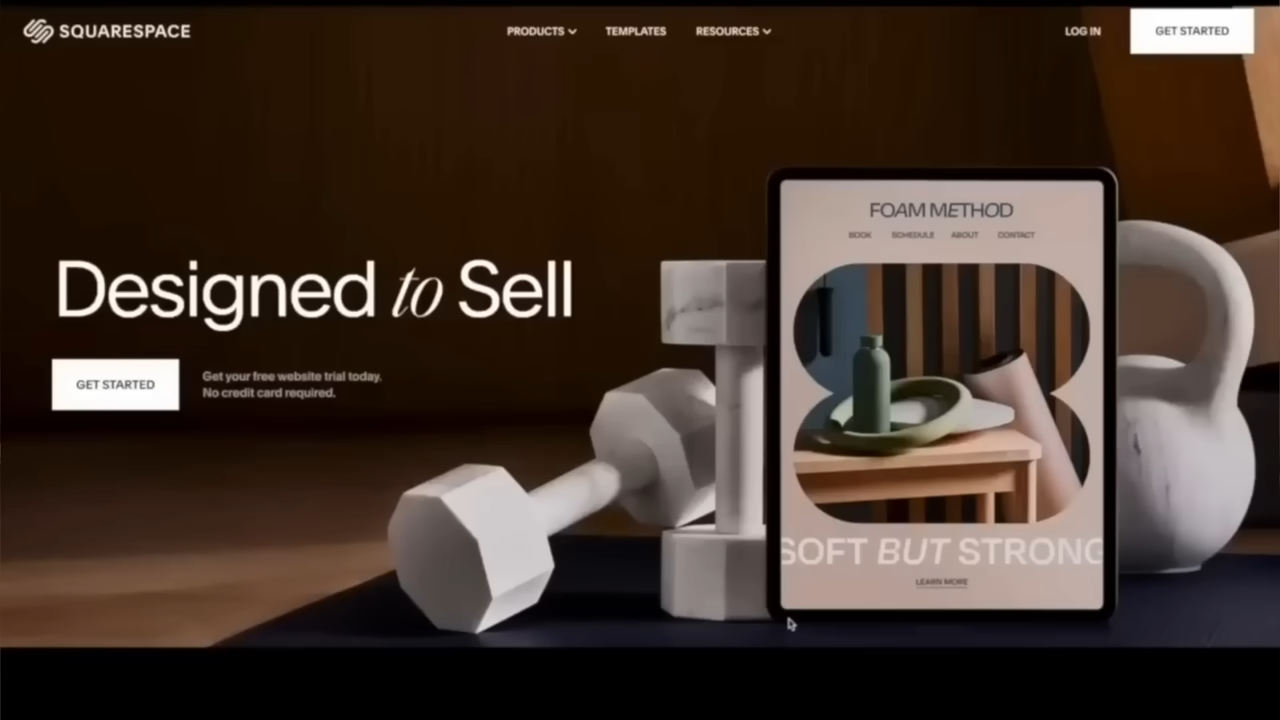 SQUARESPACE
PRODUCTS
TEMPLATES
RESOURCES
LOG IN
GET STARTED
Designed to Sell
GET STARTED
Get your free website trial today.
No credit card required.
FOAM METHOD
BOOK SCHEDULE ABOUT CONTACT
SOFT BUT STRONG
LEARN MORE